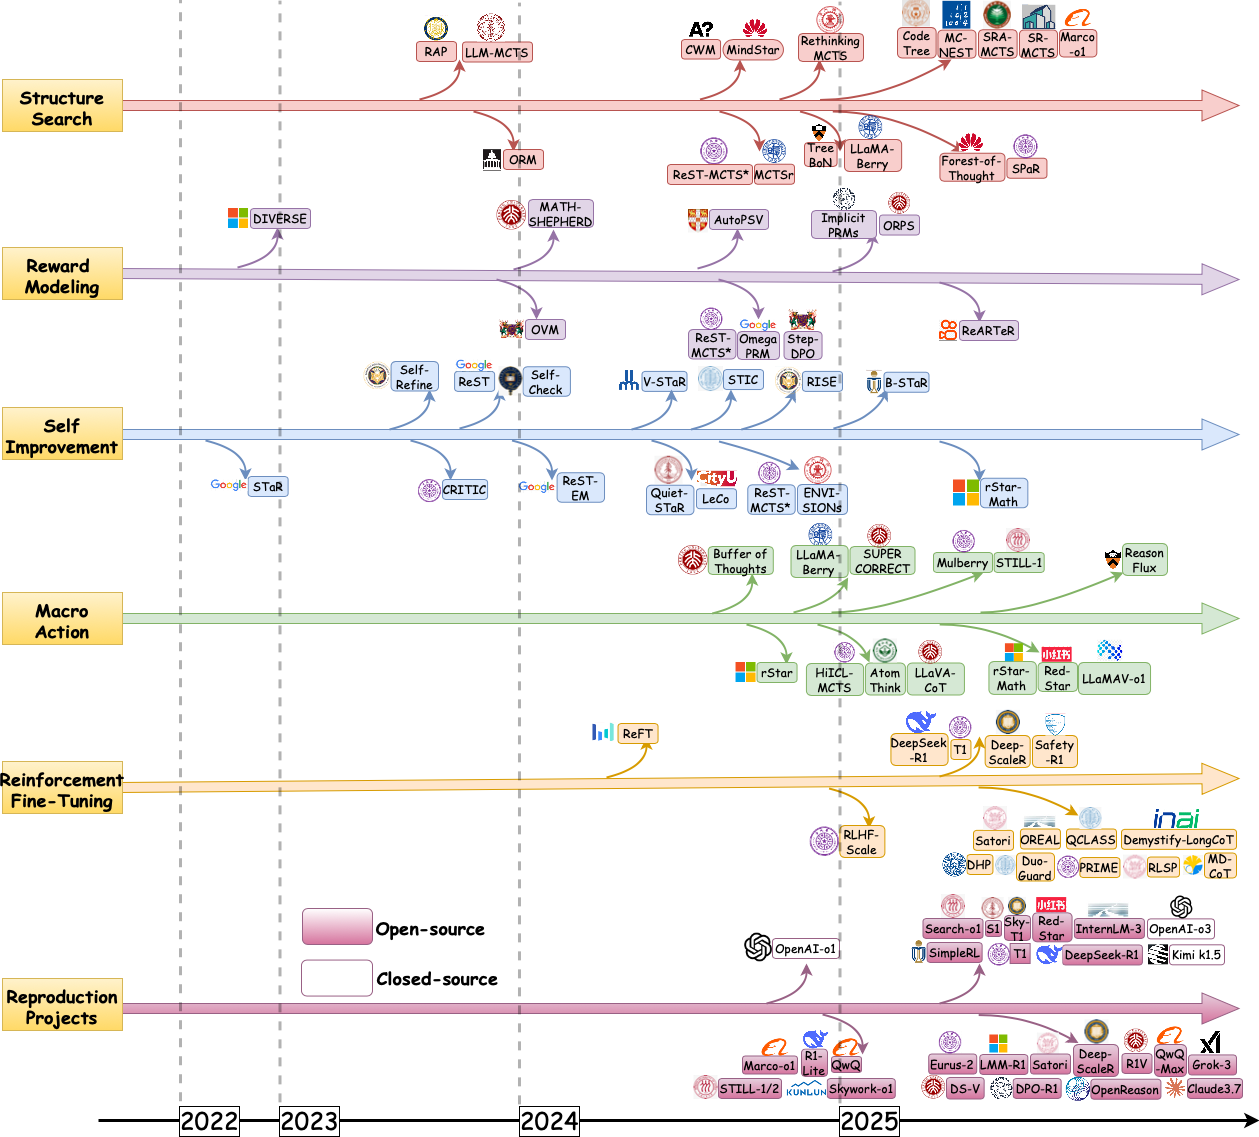 A?
Code
Tree
MC-
NEST
SRA-
MCTS
SR-
MCTS
Marco
-o1
RAP
LLM-MCTS
CWM
MindStar
Rethinking
MCTS
Structure
Search
ORM
ReST-MCTS*
MCTSr
Tree
BoN
LLaMA-
Berry
Forest-of-
Thought
SPaR
DIVERSE
MATH-
SHEPHERD
AutoPSV
Implicit
PRMs
ORPS
Reward
Modeling
OVM
ReST-
MCTS*
Google
Omega
PRM
Step-
DPO
ReARTeR
Self-
Refine
Google
ReST
Self-
Check
V-STaR
STIC
RISE
B-STaR
Self
Improvement
Google
STaR
CRITIC
Google
ReST-
EM
Quiet-
STaR
CityU
LeCo
ReST-
MCTS*
ENVI-
SIONs
rStar-
Math
Buffer of
Thoughts
LLaMA-
Berry
SUPER
CORRECT
Mulberry
STILL-1
Reason
Flux
Macro
Action
rStar
HiICL-
MCTS
Atom
Think
LLaVA-
CoT
rStar-
Math
小红书
Red-
Star
LLaMAV-o1
ReFT
DeepSeek
-R1
T1
Deep-
ScaleR
Safety
-R1
Reinforcement
Fine-Tuning
RLHF-
Scale
Satori
OREAL
QCLASS
inai
Demystify-LongCoT
DHP
Duo-
Guard
PRIME
RLSP
MD-
CoT
Open-source
Closed-source
OpenAI-o1
Search-o1
S1
Sky-
T1
小红书
Red-
Star
InternLM-3
OpenAI-o3
SimpleRL
T1
DeepSeek-R1
Kimi k1.5
Reproduction
Projects
Marco-o1
R1-
Lite
QwQ
STILL-1/2
KUNLUN
Skywork-o1
Eurus-2
LMM-R1
Satori
Deep-
ScaleR
R1V
QwQ
-Max
xI
Grok-3
DS-V
DPO-R1
OpenReason
Claude3.7
2022
2023
2024
2025